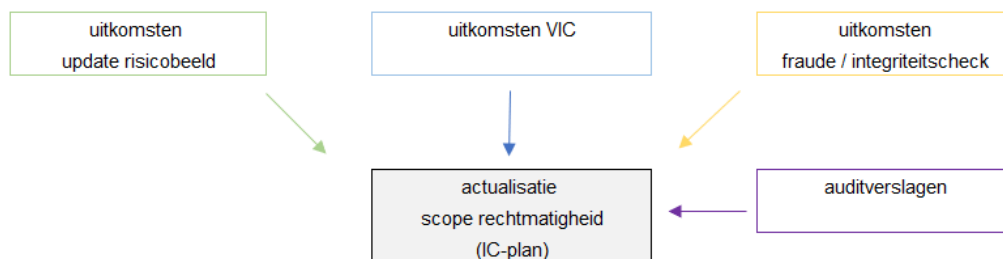 uitkomsten
update risicobeeld
uitkomsten VIC
uitkomsten
fraude / integriteitscheck
actualisatie
scope rechtmatigheid
(IC-plan)
auditverslagen